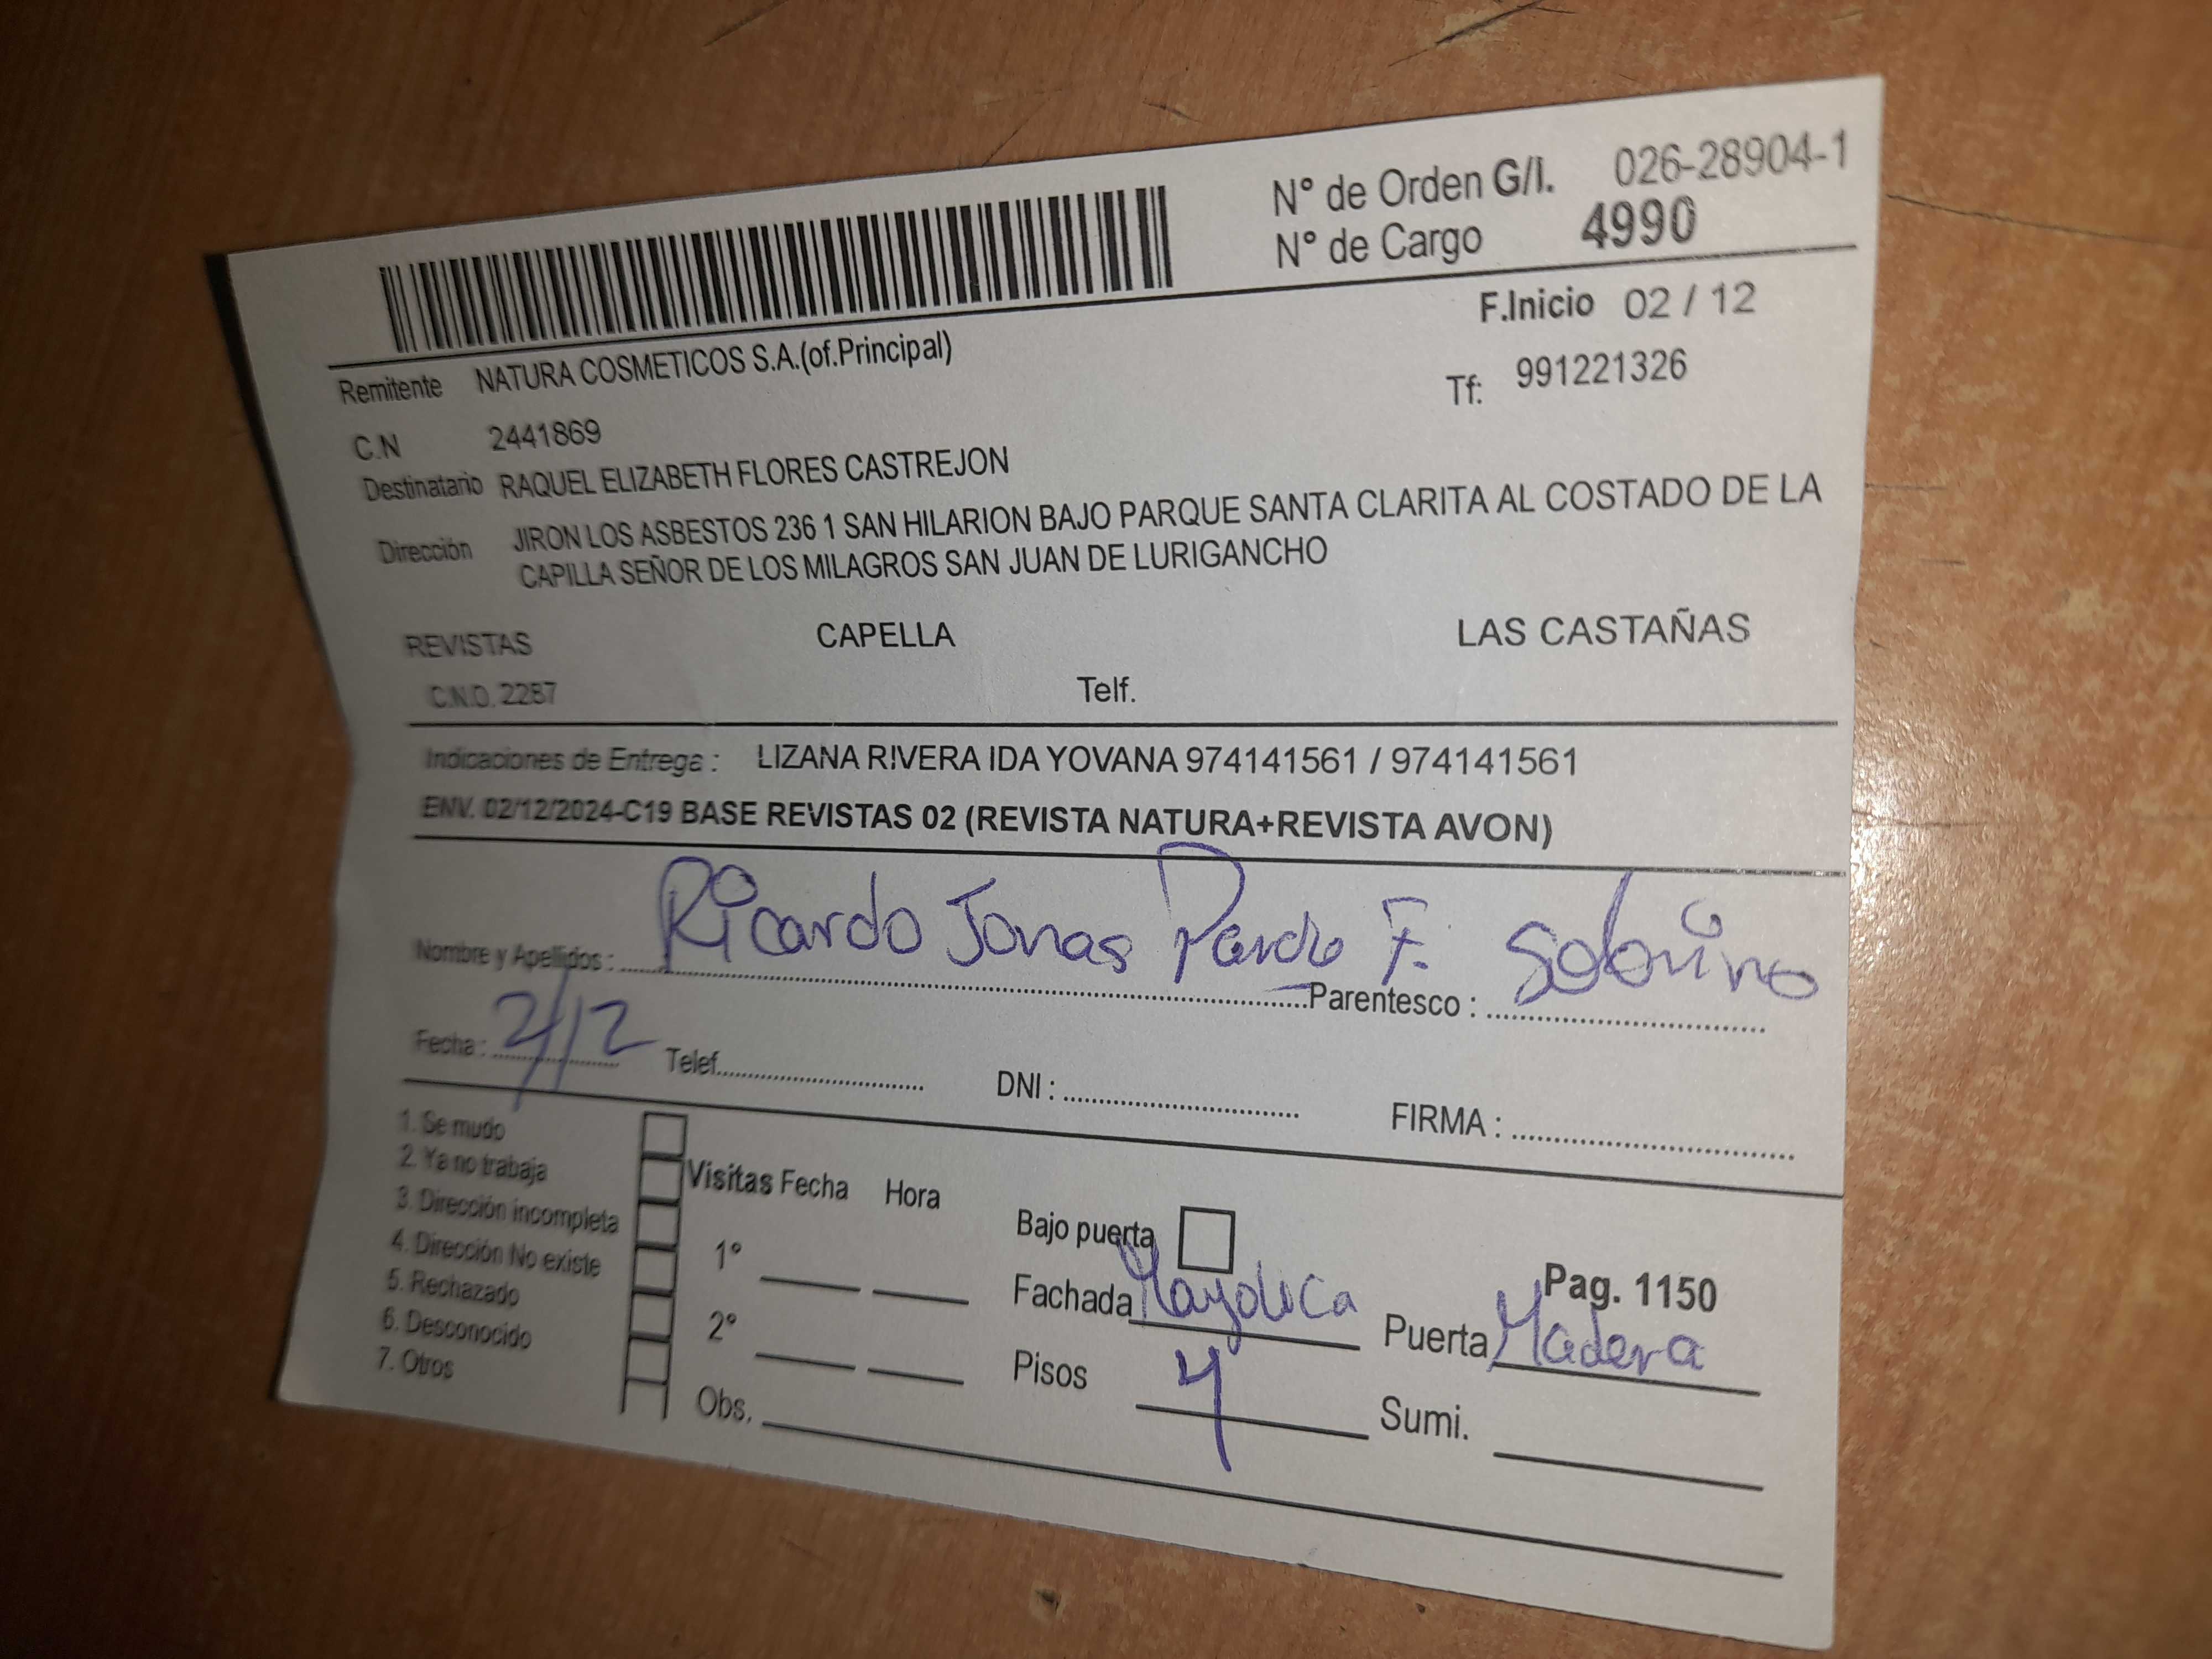 N° de Orden G/I. 026-28904-1
N° de Cargo 4990
F.Inicio 02 / 12
Remitente NATURA COSMETICOS S.A.(of.Principal)
Tf: 991221326
C.N 2441869
Destinatario RAQUEL ELIZABETH FLORES CASTREJON
Dirección JIRON LOS ASBESTOS 236 1 SAN HILARION BAJO PARQUE SANTA CLARITA AL COSTADO DE LA
CAPILLA SEÑOR DE LOS MILAGROS SAN JUAN DE LURIGANCHO
REVISTAS CAPELLA LAS CASTAÑAS
C.N.D. 2287 Telf.
Indicaciones de Entrega : LIZANA RIVERA IDA YOVANA 974141561 / 974141561
ENV. 02/12/2024-C19 BASE REVISTAS 02 (REVISTA NATURA+REVISTA AVON)
Nombre y Apellidos : Ricardo Jonas Pardo F. Parentesco : Sobrino
Fecha : 2/12 Telef. DNI : FIRMA :
1. Se mudo
2. Ya no trabaja
3. Dirección incompleta
4. Dirección No existe
5. Rechazado
6. Desconocido
7. Otros
Visitas Fecha Hora
1°
2°
Obs.
Bajo puerta
Pag. 1150
Fachada Mayolica Puerta Madera
Pisos 4 Sumi.